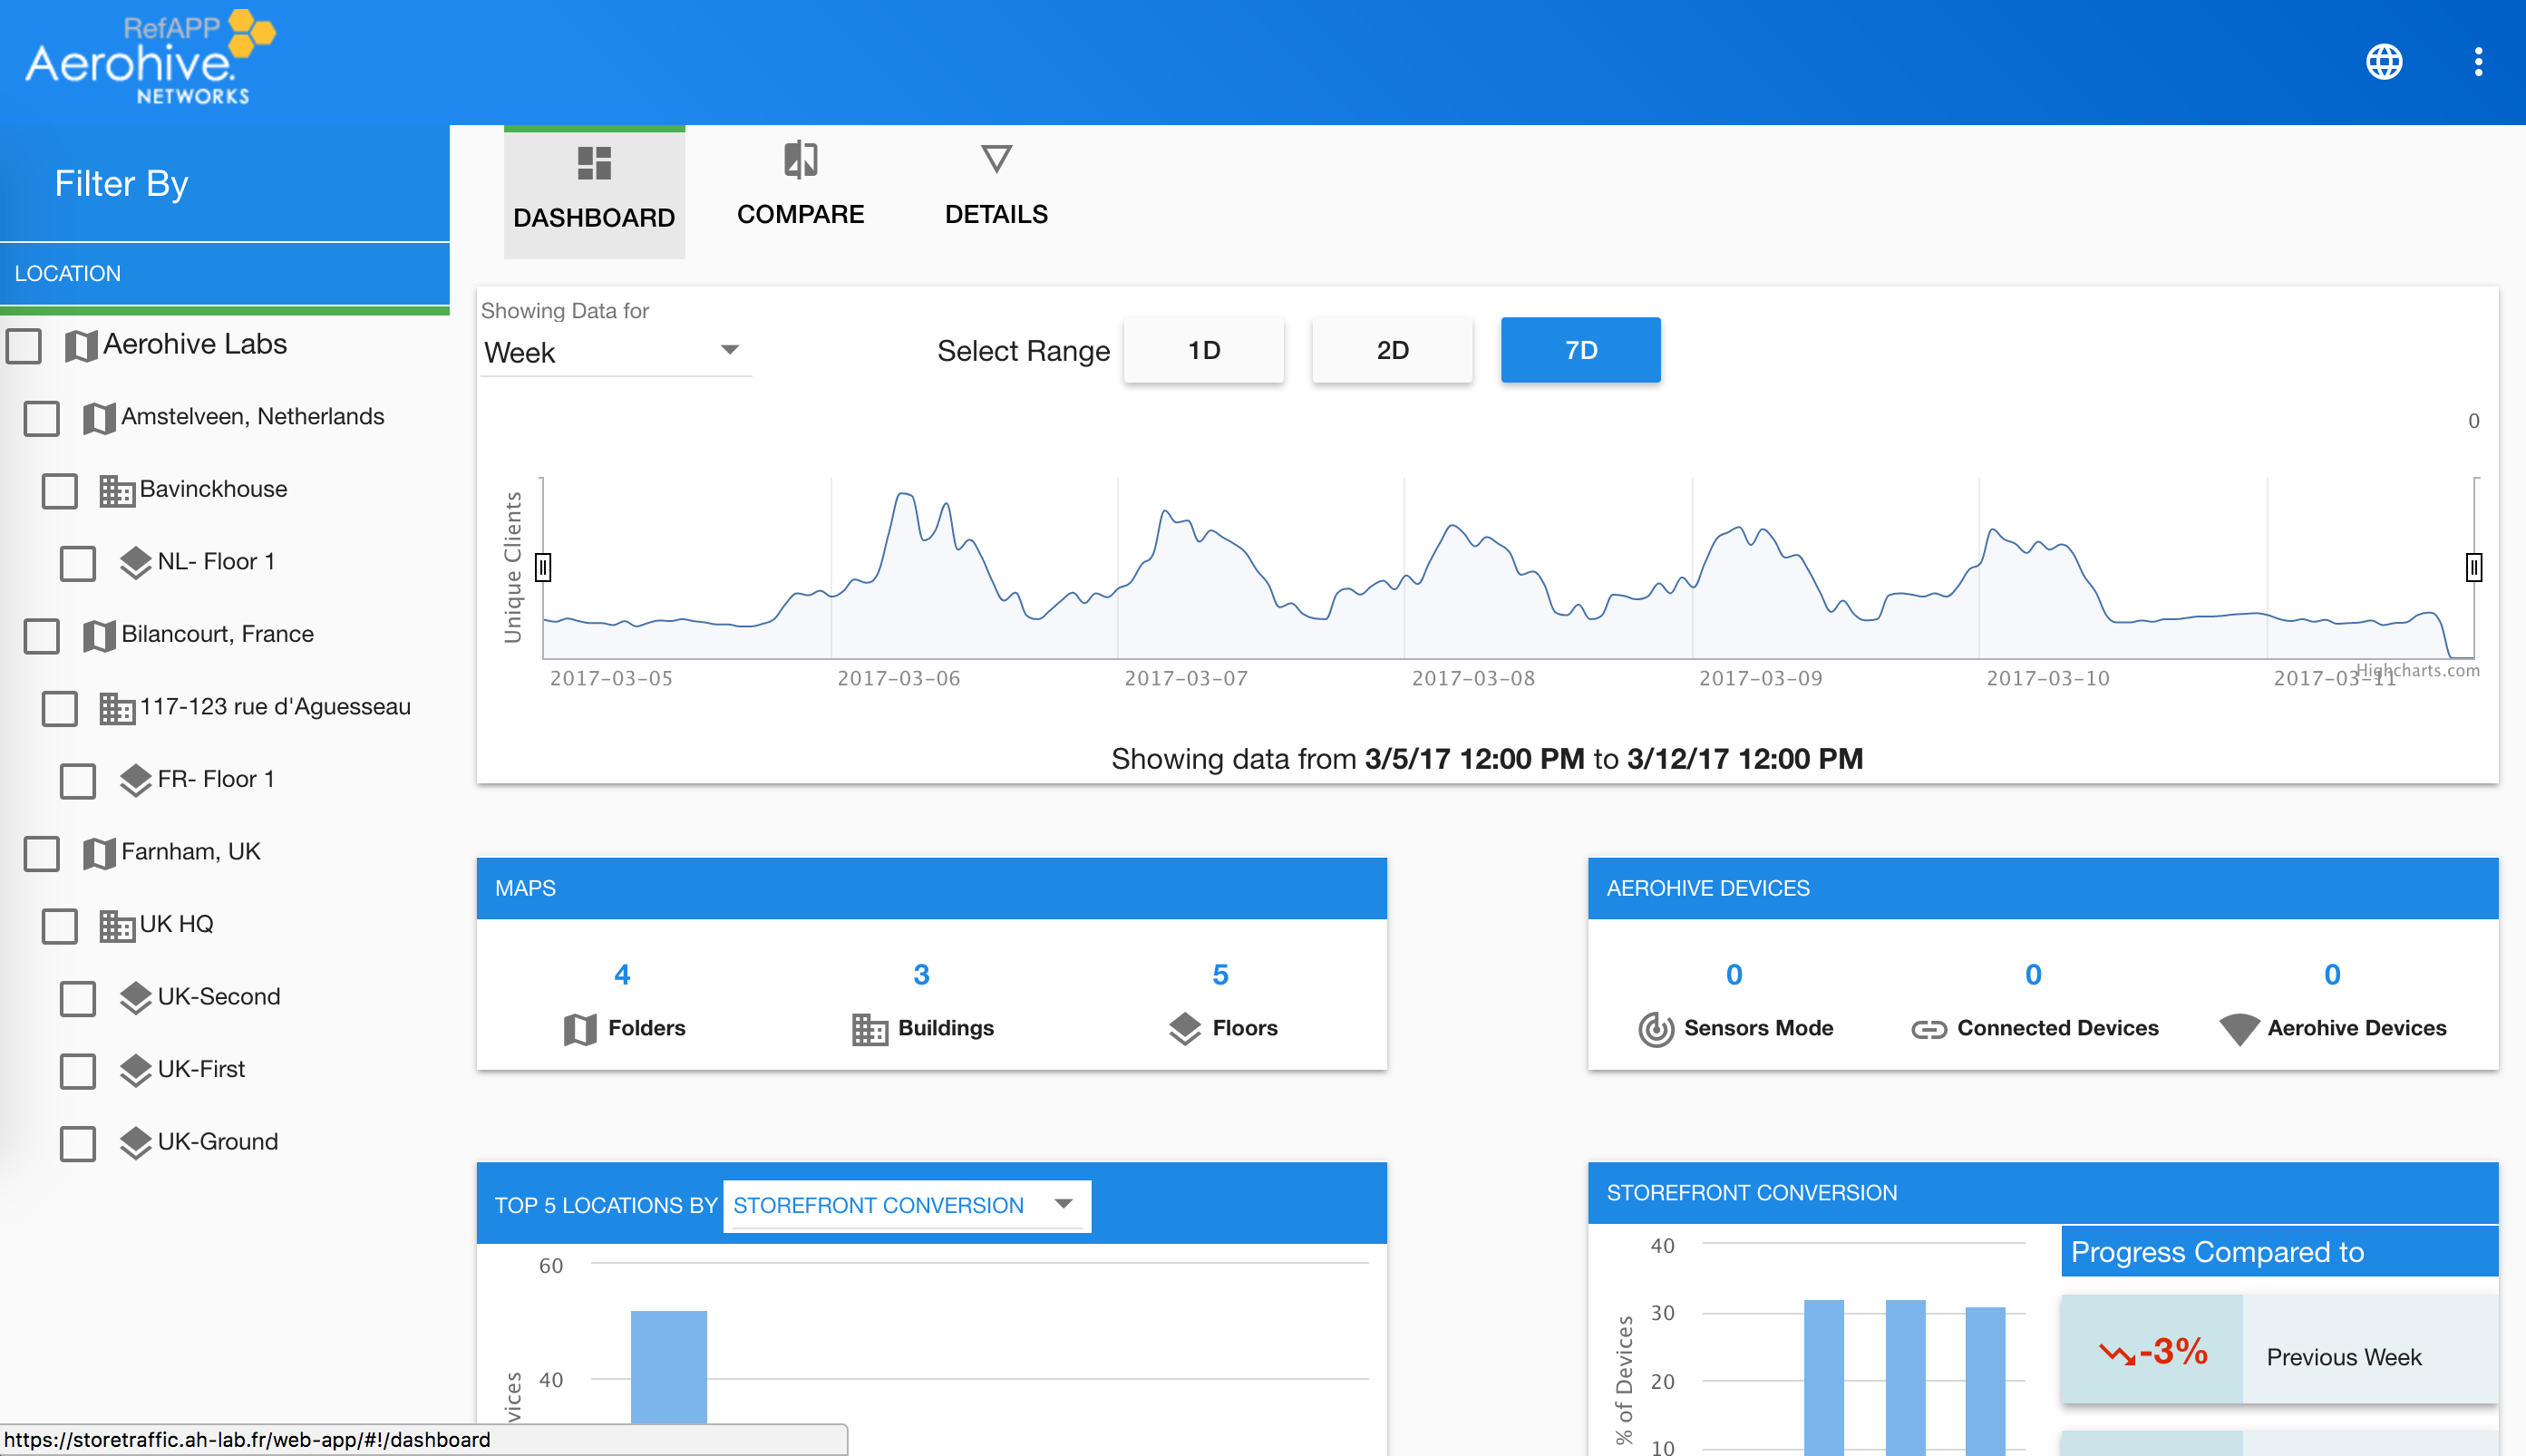 RefAPP
Aerohive
NETWORKS
Filter By
LOCATION
Aerohive Labs
Amstelveen, Netherlands
Bavinckhouse
NL- Floor 1
Bilancourt, France
117-123 rue d'Aguesseau
FR- Floor 1
Farnham, UK
UK HQ
UK-Second
UK-First
UK-Ground
DASHBOARD COMPARE DETAILS
Showing Data for
Week
Select Range 1D 2D 7D
0
Unique Clients
2017-03-05 2017-03-06 2017-03-07 2017-03-08 2017-03-09 2017-03-10 2017-03-11
Highcharts.com
Showing data from 3/5/17 12:00 PM to 3/12/17 12:00 PM
MAPS
4 3 5
Folders Buildings Floors
AEROHIVE DEVICES
0 0 0
Sensors Mode Connected Devices Aerohive Devices
TOP 5 LOCATIONS BY STOREFRONT CONVERSION
60
40
vices
STOREFRONT CONVERSION
40
30
20
10
% of Devices
Progress Compared to
-3% Previous Week
https://storetraffic.ah-lab.fr/web-app/#!/dashboard